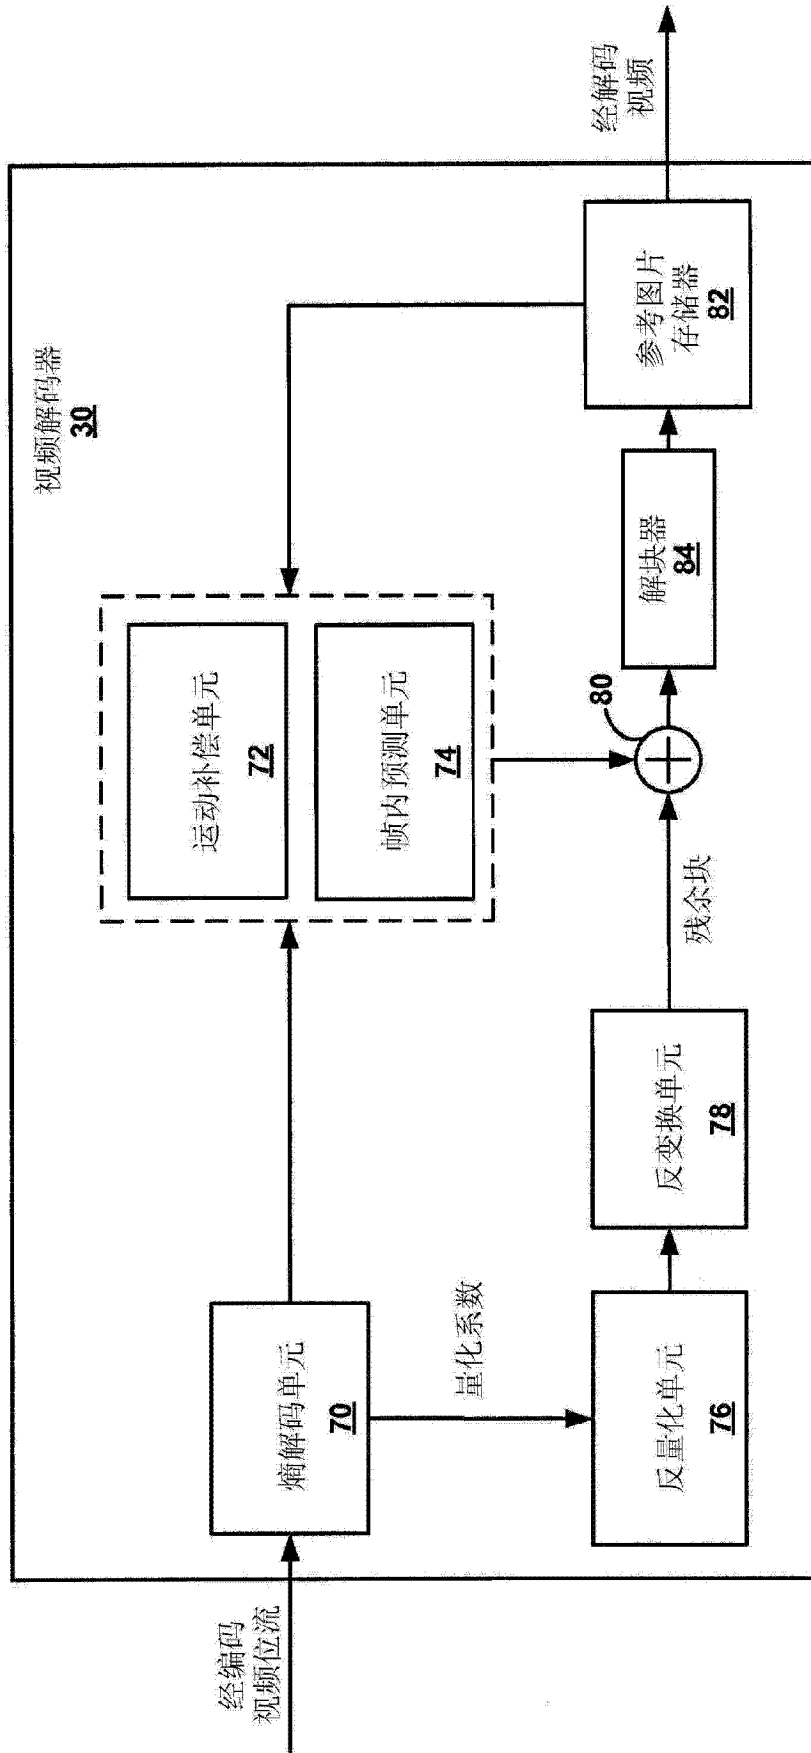 视频解码器
30
经编码
视频位流
熵解码单元
70
量化系数
运动补偿单元
72
帧内预测单元
74
反量化单元
76
反变换单元
78
残余块
80
解块器
84
参考图片
存储器
82
经解码
视频